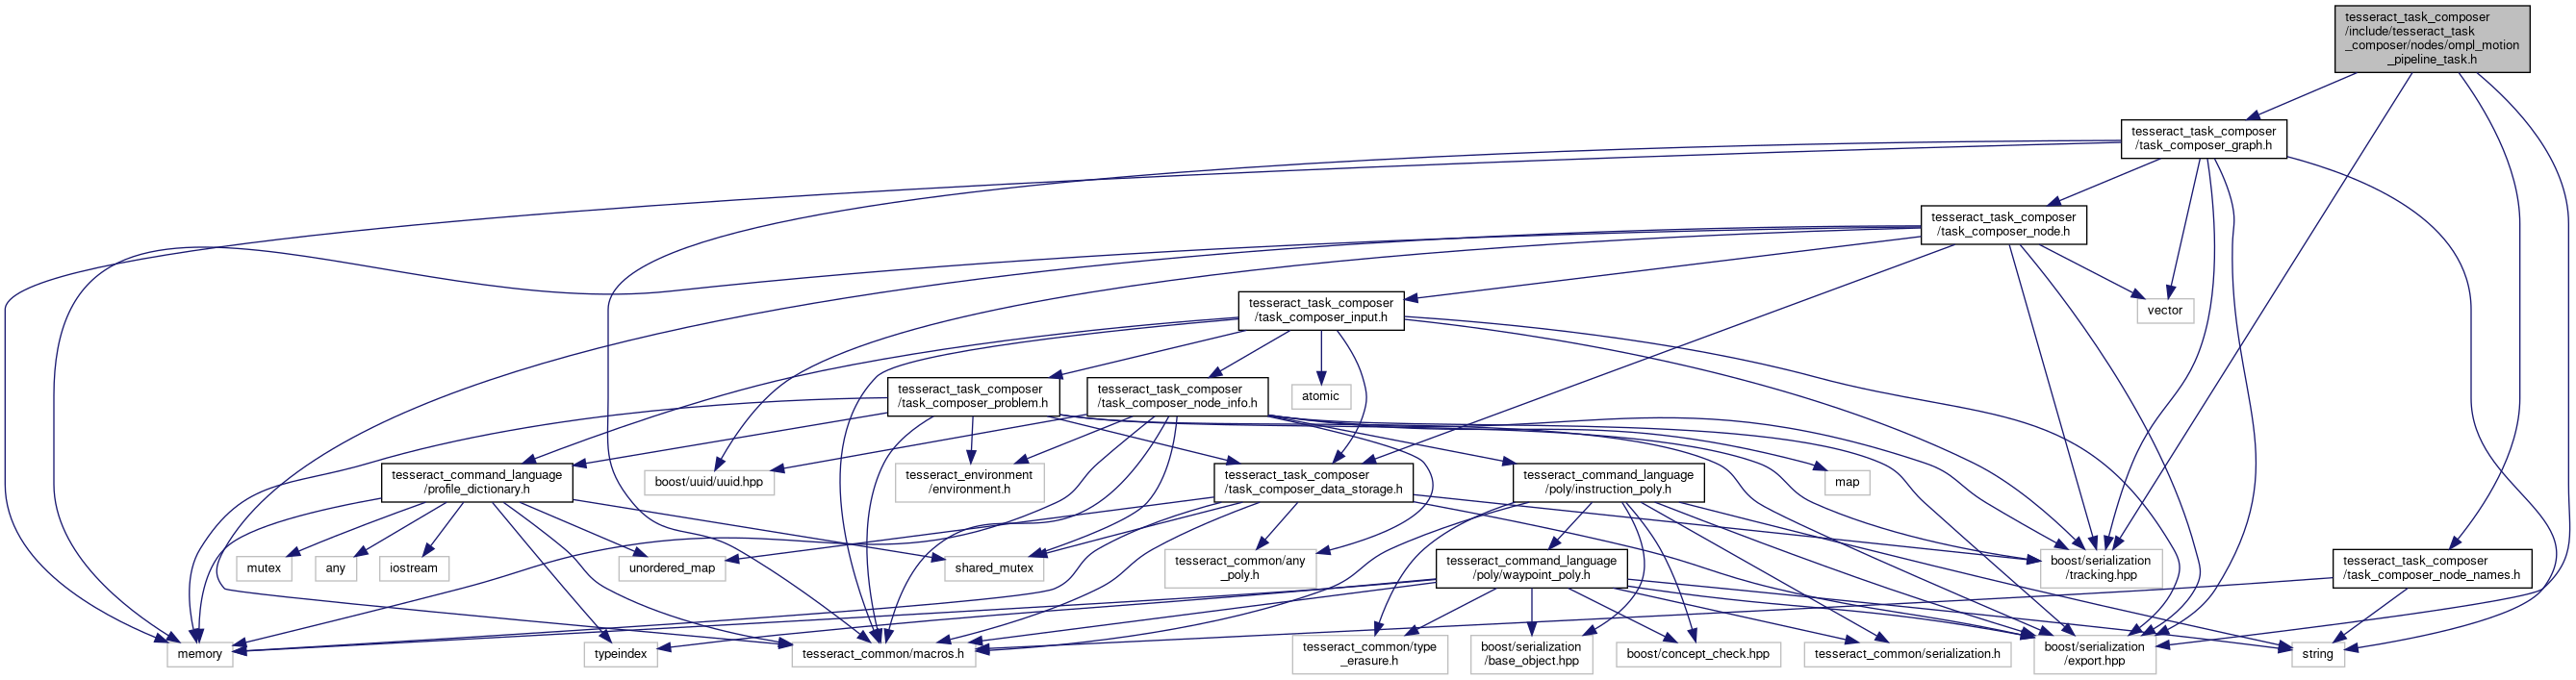 tesseract_task_composer
/include/tesseract_task
_composer/nodes/ompl_motion
_pipeline_task.h
tesseract_task_composer
/task_composer_graph.h
tesseract_task_composer
/task_composer_node.h
tesseract_task_composer
/task_composer_input.h
vector
tesseract_task_composer
/task_composer_problem.h
tesseract_task_composer
/task_composer_node_info.h
atomic
tesseract_command_language
/profile_dictionary.h
boost/uuid/uuid.hpp
tesseract_environment
/environment.h
tesseract_task_composer
/task_composer_data_storage.h
tesseract_command_language
/poly/instruction_poly.h
map
mutex
any
iostream
unordered_map
shared_mutex
tesseract_common/any
_poly.h
tesseract_command_language
/poly/waypoint_poly.h
boost/serialization
/tracking.hpp
tesseract_task_composer
/task_composer_node_names.h
memory
typeindex
tesseract_common/macros.h
tesseract_common/type
_erasure.h
boost/serialization
/base_object.hpp
boost/concept_check.hpp
tesseract_common/serialization.h
boost/serialization
/export.hpp
string